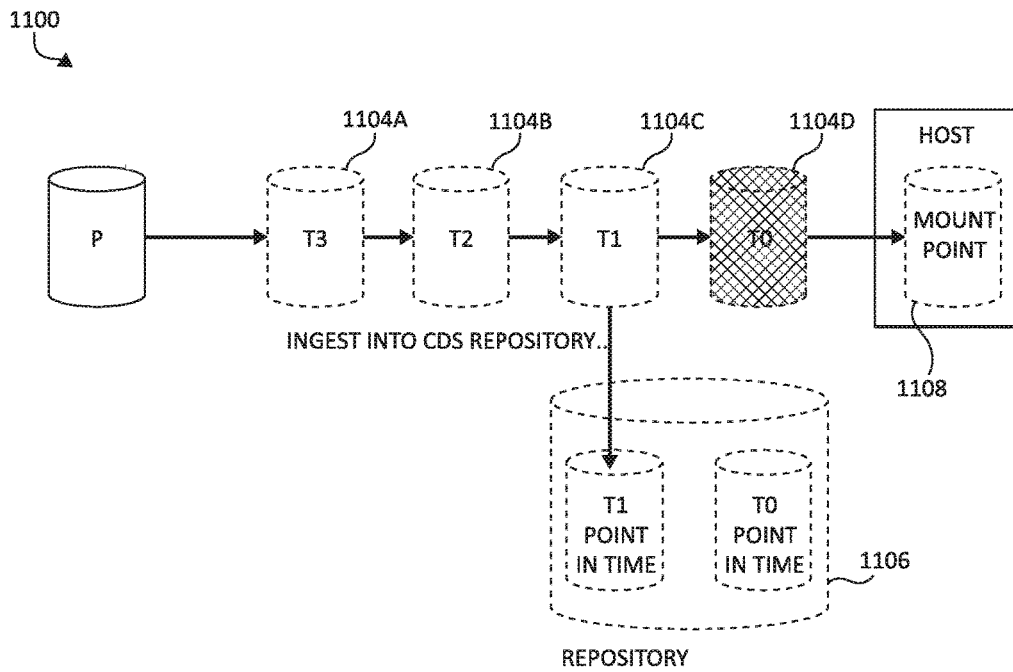 1100
1104A
1104B
1104C
1104D
HOST
P
T3
T2
T1
T0
MOUNT
POINT
INGEST INTO CDS REPOSITORY..
1108
T1
POINT
IN TIME
T0
POINT
IN TIME
1106
REPOSITORY